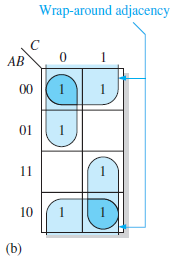 Wrap-around adjacency
C
AB 0 1
00 1 1
01 1
11 1
10 1 1
(b)